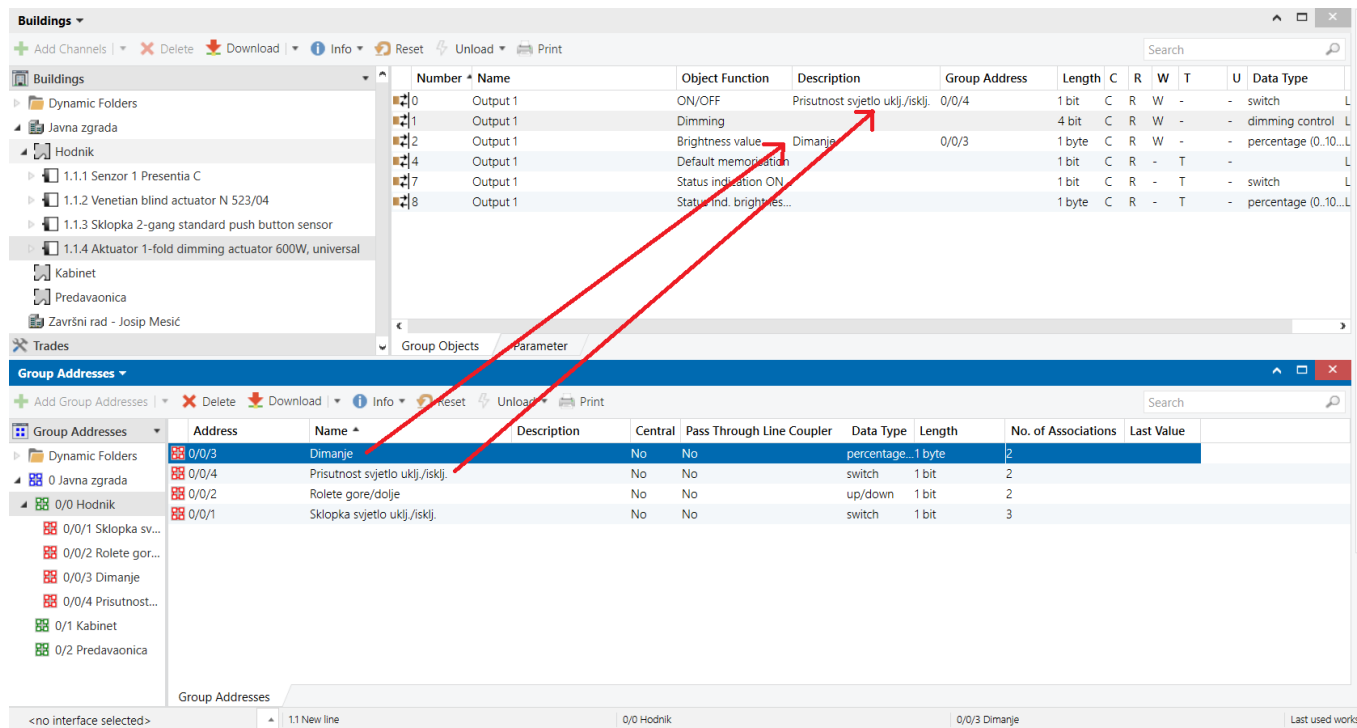 Buildings
Add Channels Delete Download Info Reset Unload Print Search
Buildings
Dynamic Folders
Javna zgrada
Hodnik
1.1.1 Senzor 1 Presentia C
1.1.2 Venetian blind actuator N 523/04
1.1.3 Sklopka 2-gang standard push button sensor
1.1.4 Aktuator 1-fold dimming actuator 600W, universal
Kabinet
Predavaonica
Završni rad - Josip Mesić
Trades
Number Name Object Function Description Group Address Length C R W T U Data Type
0 Output 1 ON/OFF Prisutnost svjetlo uklj./isklj. 0/0/4 1 bit C R W - - switch L
1 Output 1 Dimming 4 bit C R W - - dimming control L
2 Output 1 Brightness value Dimanje 0/0/3 1 byte C R W - - percentage (0..10... L
4 Output 1 Default memorisation 1 bit C R - T - L
7 Output 1 Status indication ON... 1 bit C R - T - switch L
8 Output 1 Status ind. brightnes... 1 byte C R - T - percentage (0..10... L
Group Objects Parameter
Group Addresses
Add Group Addresses Delete Download Info Reset Unload Print Search
Group Addresses
Dynamic Folders
0 Javna zgrada
0/0 Hodnik
0/0/1 Sklopka sv...
0/0/2 Rolete gor...
0/0/3 Dimanje
0/0/4 Prisutnost...
0/1 Kabinet
0/2 Predavaonica
Address Name Description Central Pass Through Line Coupler Data Type Length No. of Associations Last Value
0/0/3 Dimanje No No percentage... 1 byte 2
0/0/4 Prisutnost svjetlo uklj./isklj. No No switch 1 bit 2
0/0/2 Rolete gore/dolje No No up/down 1 bit 2
0/0/1 Sklopka svjetlo uklj./isklj. No No switch 1 bit 3
Group Addresses
<no interface selected> 1.1 New line 0/0 Hodnik 0/0/3 Dimanje Last used works